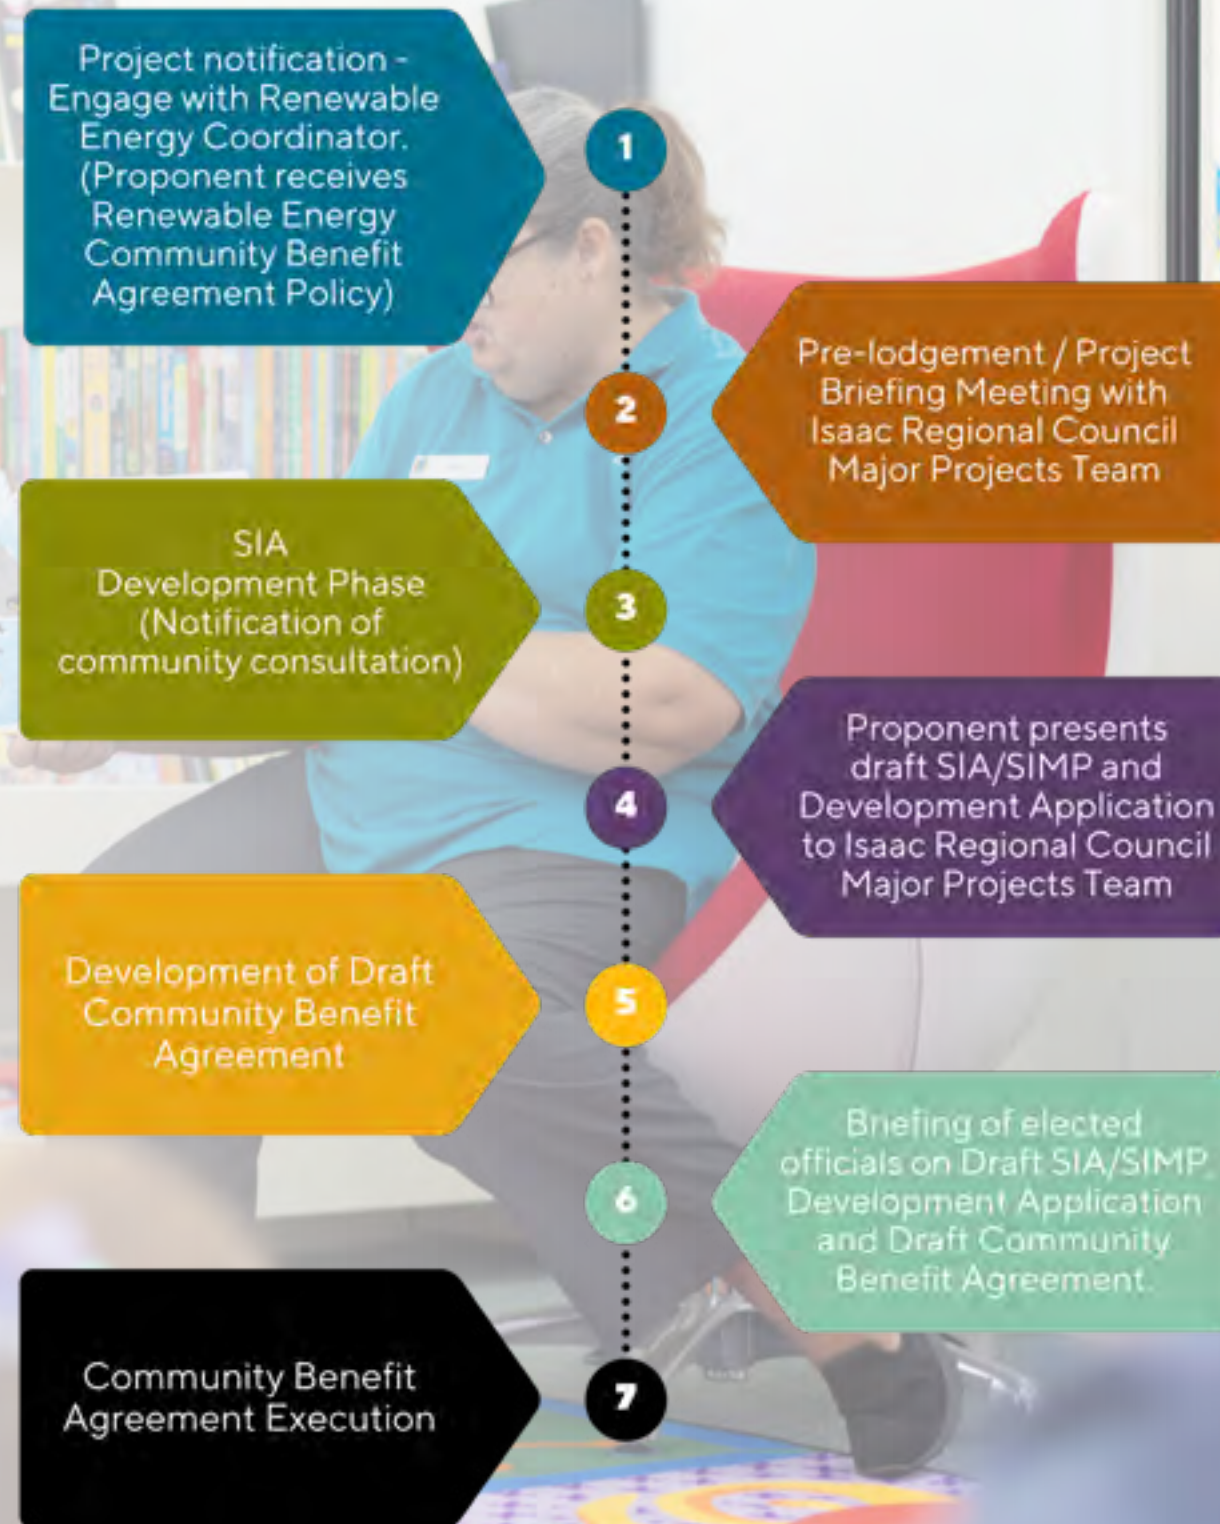 Project notification -
Engage with Renewable
Energy Coordinator.
(Proponent receives
Renewable Energy
Community Benefit
Agreement Policy)
1
2
Pre-lodgement / Project
Briefing Meeting with
Isaac Regional Council
Major Projects Team
SIA
Development Phase
(Notification of
community consultation)
3
4
Proponent presents
draft SIA/SIMP and
Development Application
to Isaac Regional Council
Major Projects Team
Development of Draft
Community Benefit
Agreement
5
6
Briefing of elected
officials on Draft SIA/SIMP,
Development Application
and Draft Community
Benefit Agreement.
Community Benefit
Agreement Execution
7